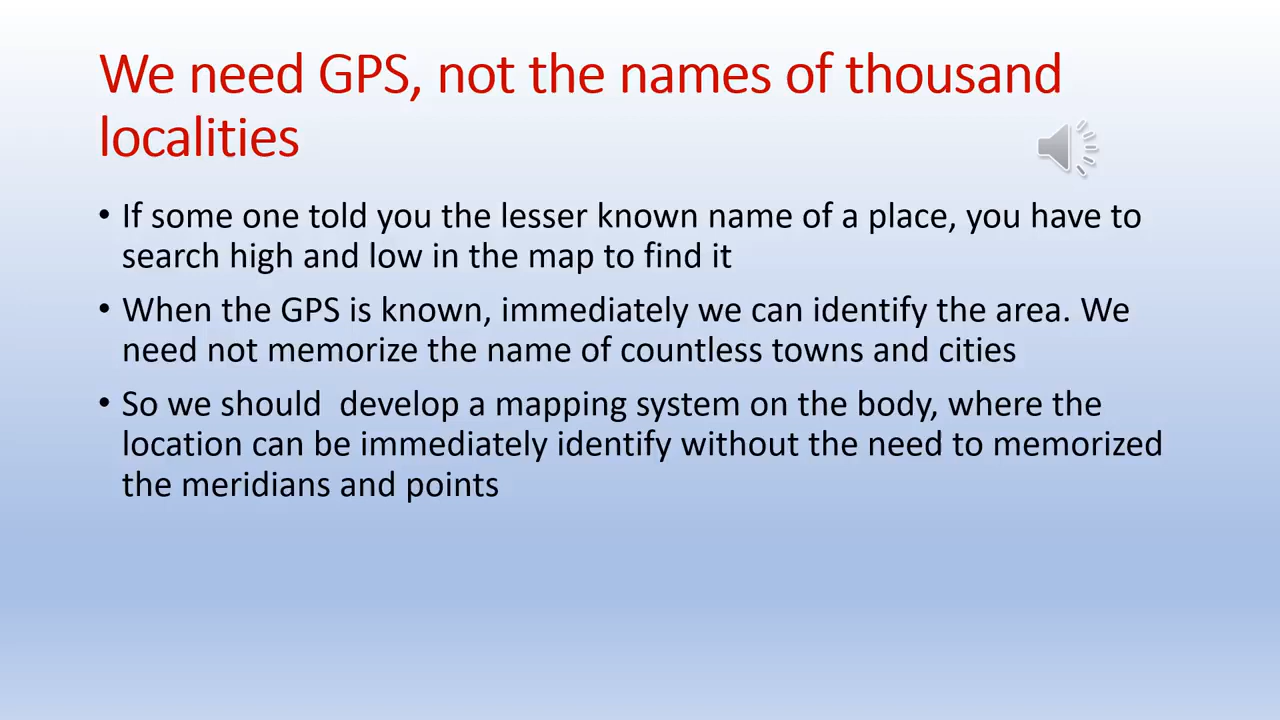 We need GPS, not the names of thousand
localities
• If some one told you the lesser known name of a place, you have to
search high and low in the map to find it
• When the GPS is known, immediately we can identify the area. We
need not memorize the name of countless towns and cities
• So we should  develop a mapping system on the body, where the
location can be immediately identify without the need to memorized
the meridians and points